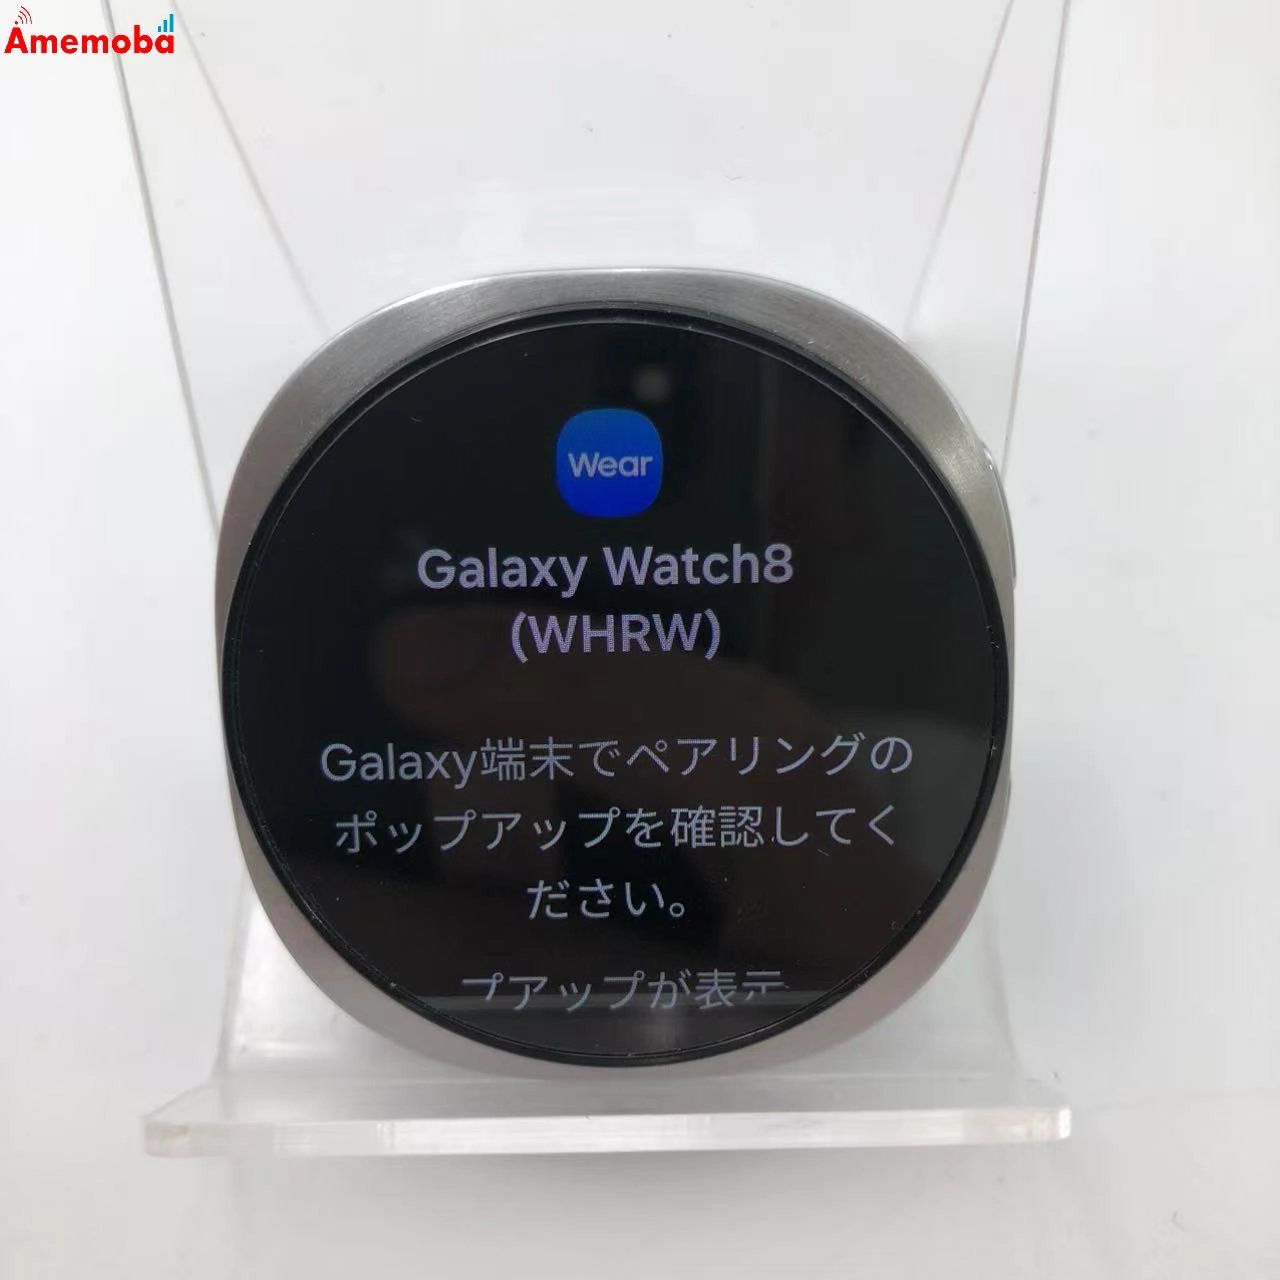 Amemoba
Wear
Galaxy Watch8
(WHRW)
Galaxy端末でペアリングの
ポップアップを確認してく
ださい。
プアップが表示